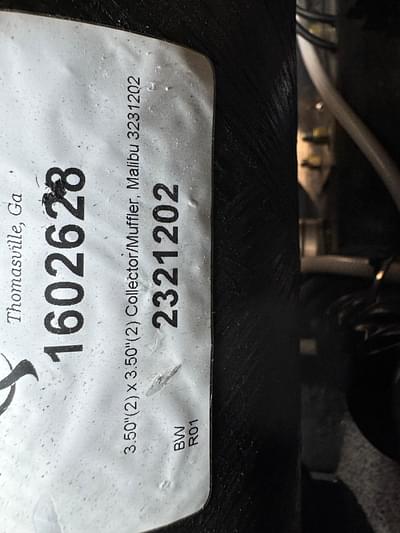 Thomasville, Ga
1602628
3.50"(2) x 3.50"(2) Collector/Muffler, Malibu 3231202
2321202
BW
R01